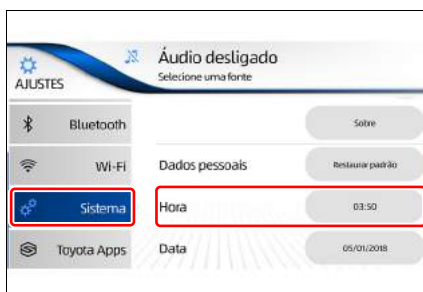 AJUSTES
Áudio desligado
Selecione uma fonte
Bluetooth
Sobre
Wi-Fi
Dados pessoais
Restaurar padrão
Sistema
Hora
03:50
Toyota Apps
Data
05/01/2018